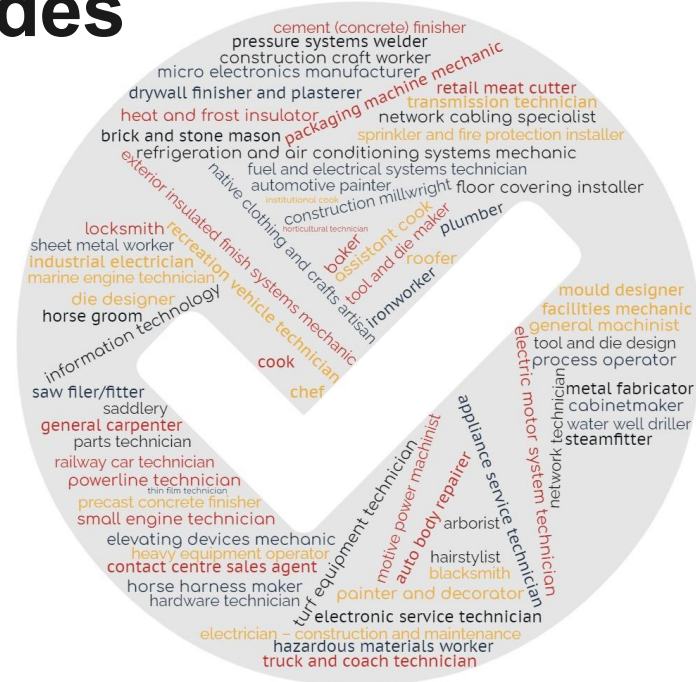 des
cement (concrete) finisher
pressure systems welder
construction craft worker
micro electronics manufacturer
packaging machine mechanic
drywall finisher and plasterer
retail meat cutter
transmission technician
heat and frost insulator
network cabling specialist
brick and stone mason
sprinkler and fire protection installer
refrigeration and air conditioning systems mechanic
exterior insulated finish systems mechanic
native clothing and crafts artisan
fuel and electrical systems technician
automotive painter
construction millwright
floor covering installer
institutional cook
horticultural technician
assistant cook
tool and die maker
plumber
baker
roofer
ironworker
locksmith
recreation vehicle technician
sheet metal worker
industrial electrician
marine engine technician
die designer
horse groom
information technology
cook
chef
mould designer
facilities mechanic
general machinist
tool and die design
process operator
electric motor system technician
network technician
metal fabricator
cabinetmaker
water well driller
steamfitter
saw filer/fitter
saddlery
general carpenter
parts technician
railway car technician
powerline technician
thin film technician
precast concrete finisher
small engine technician
elevating devices mechanic
heavy equipment operator
contact centre sales agent
horse harness maker
hardware technician
turf equipment technician
motive power machinist
auto body repairer
appliance service technician
arborist
hairstylist
blacksmith
painter and decorator
electronic service technician
electrician – construction and maintenance
hazardous materials worker
truck and coach technician